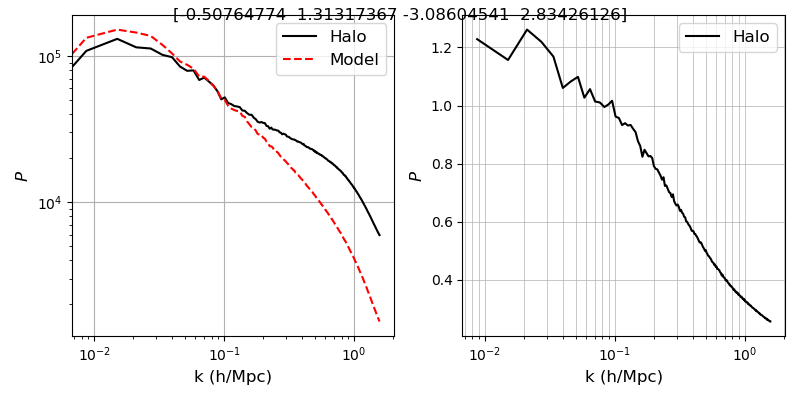 [ 0.50764774 1.31317367 -3.08604541 2.83426126]
Halo
Model
10^5
10^4
P
10^-2
10^-1
10^0
k (h/Mpc)
Halo
1.2
1.0
0.8
0.6
0.4
P
10^-2
10^-1
10^0
k (h/Mpc)